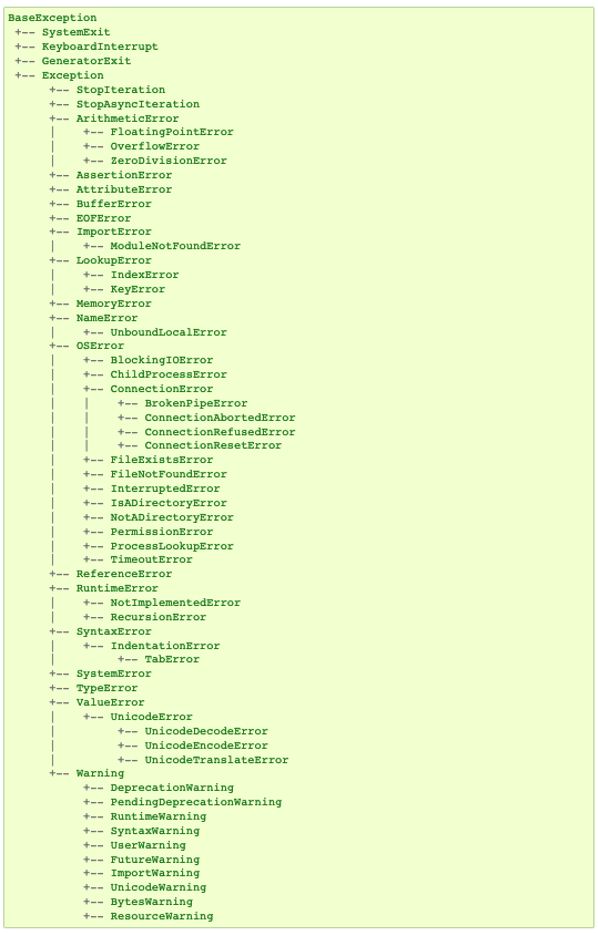 BaseException
 +-- SystemExit
 +-- KeyboardInterrupt
 +-- GeneratorExit
 +-- Exception
      +-- StopIteration
      +-- StopAsyncIteration
      +-- ArithmeticError
      |    +-- FloatingPointError
      |    +-- OverflowError
      |    +-- ZeroDivisionError
      +-- AssertionError
      +-- AttributeError
      +-- BufferError
      +-- EOFError
      +-- ImportError
      |    +-- ModuleNotFoundError
      +-- LookupError
      |    +-- IndexError
      |    +-- KeyError
      +-- MemoryError
      +-- NameError
      |    +-- UnboundLocalError
      +-- OSError
      |    +-- BlockingIOError
      |    +-- ChildProcessError
      |    +-- ConnectionError
      |    |    +-- BrokenPipeError
      |    |    +-- ConnectionAbortedError
      |    |    +-- ConnectionRefusedError
      |    |    +-- ConnectionResetError
      |    +-- FileExistsError
      |    +-- FileNotFoundError
      |    +-- InterruptedError
      |    +-- IsADirectoryError
      |    +-- NotADirectoryError
      |    +-- PermissionError
      |    +-- ProcessLookupError
      |    +-- TimeoutError
      +-- ReferenceError
      +-- RuntimeError
      |    +-- NotImplementedError
      |    +-- RecursionError
      +-- SyntaxError
      |    +-- IndentationError
      |         +-- TabError
      +-- SystemError
      +-- TypeError
      +-- ValueError
      |    +-- UnicodeError
      |         +-- UnicodeDecodeError
      |         +-- UnicodeEncodeError
      |         +-- UnicodeTranslateError
      +-- Warning
           +-- DeprecationWarning
           +-- PendingDeprecationWarning
           +-- RuntimeWarning
           +-- SyntaxWarning
           +-- UserWarning
           +-- FutureWarning
           +-- ImportWarning
           +-- UnicodeWarning
           +-- BytesWarning
           +-- ResourceWarning